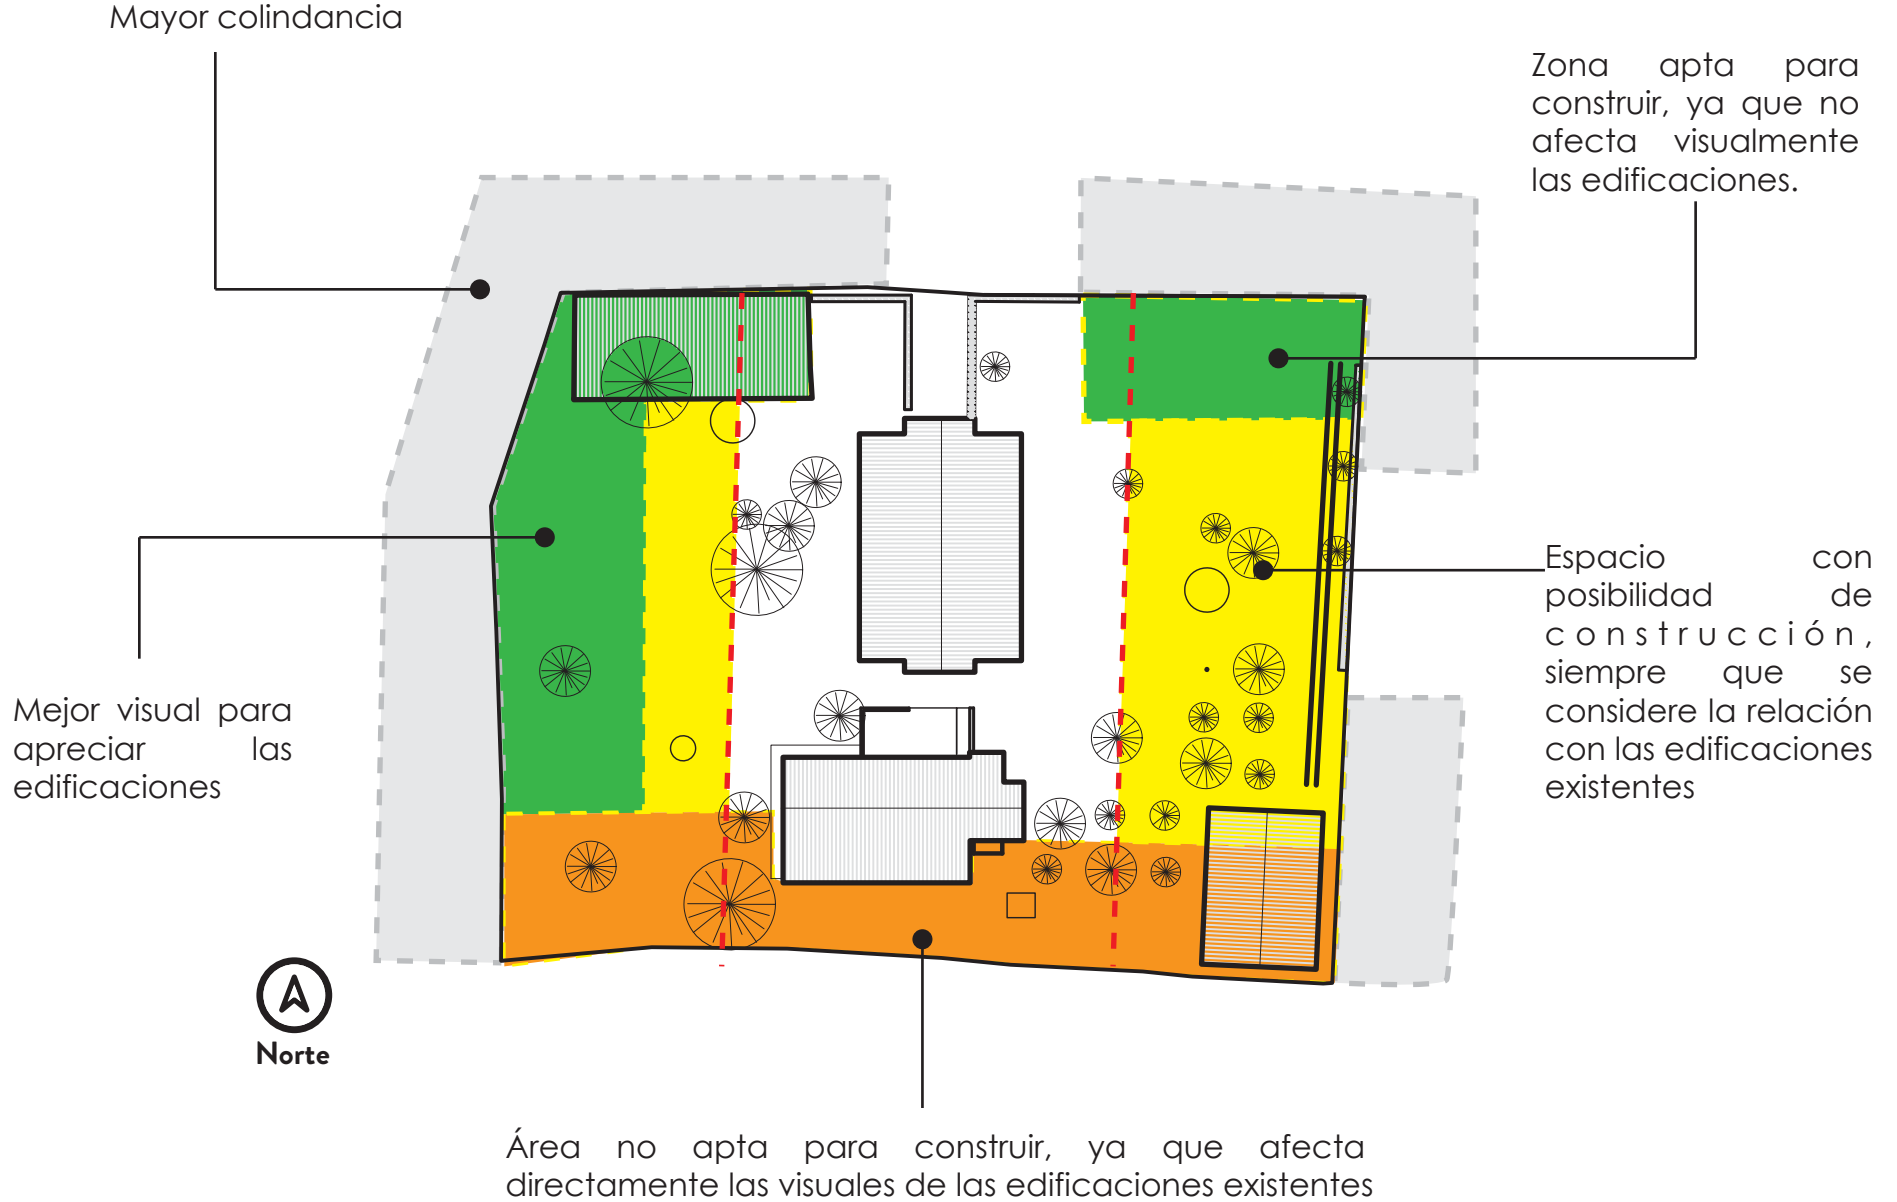 Mayor colindancia
Zona apta para
construir, ya que no
afecta visualmente
las edificaciones.
Espacio con
posibilidad de
construcción,
siempre que se
considere la relación
con las edificaciones
existentes
Mejor visual para
apreciar las
edificaciones
Norte
Área no apta para construir, ya que afecta
directamente las visuales de las edificaciones existentes